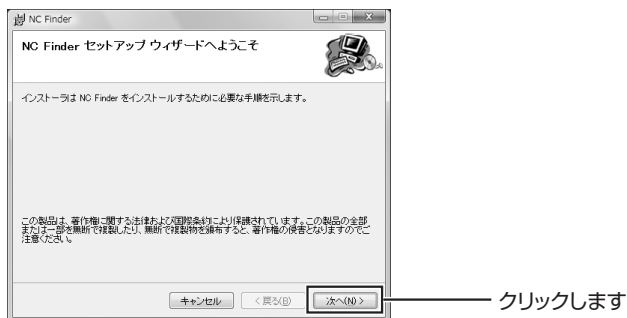 NC Finder
NC Finder セットアップ ウィザードへようこそ
インストーラは NC Finder をインストールするために必要な手順を示します。
この製品は、著作権に関する法律および国際条約により保護されています。この製品の全部
または一部を無断で複製したり、無断で複製物を頒布すると、著作権の侵害となりますのでご
注意ください。
キャンセル
< 戻る(B)
次へ(N) >
クリックします